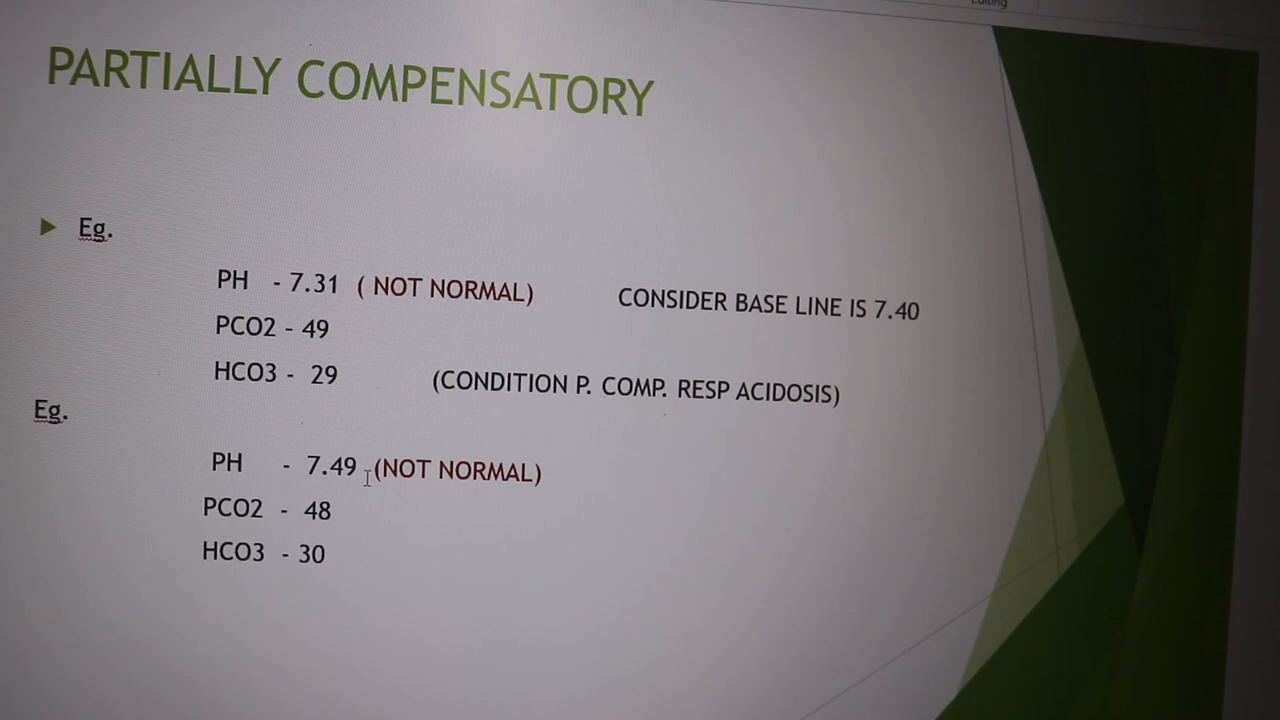 Editing
PARTIALLY COMPENSATORY
Eg.
PH - 7.31 ( NOT NORMAL) CONSIDER BASE LINE IS 7.40
PCO2 - 49
HCO3 - 29 (CONDITION P. COMP. RESP ACIDOSIS)
Eg.
PH - 7.49 (NOT NORMAL)
PCO2 - 48
HCO3 - 30